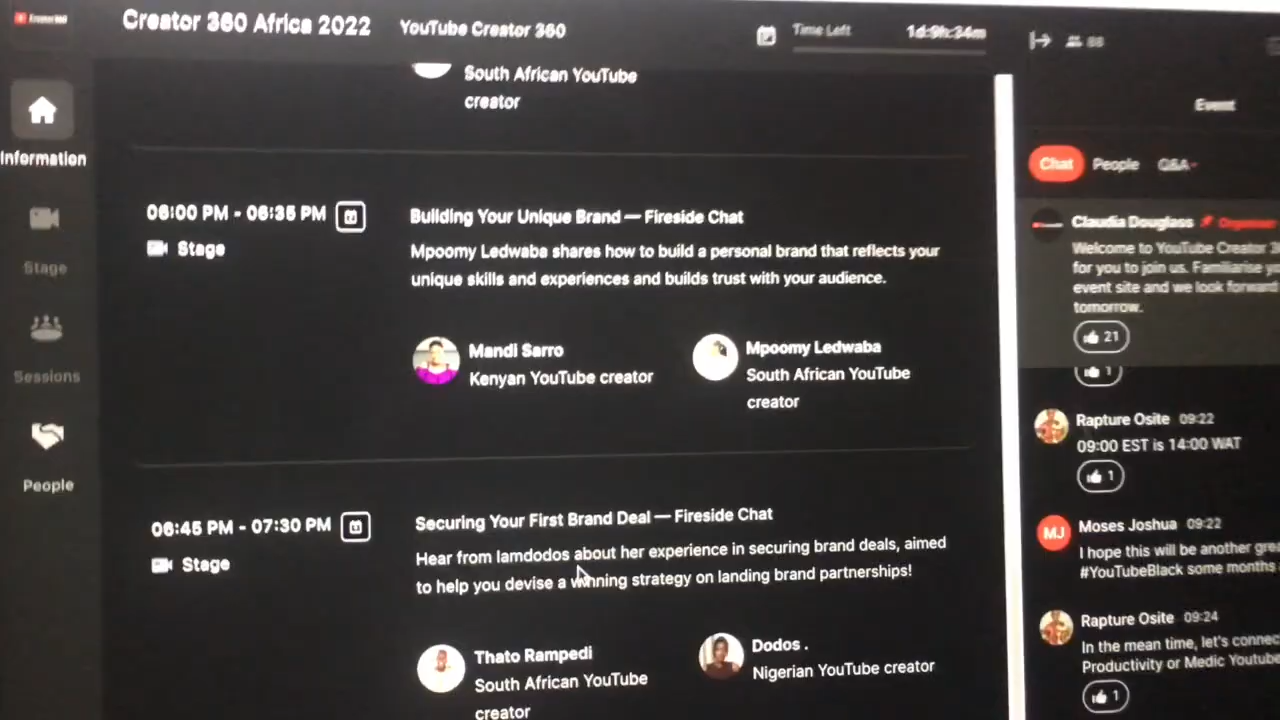 Creator 360 Africa 2022
YouTube Creator 360
Time Left
1d:9h:34m
88
Information
Stage
Sessions
People
South African YouTube
creator
06:00 PM - 06:35 PM
Stage
Building Your Unique Brand — Fireside Chat
Mpoomy Ledwaba shares how to build a personal brand that reflects your
unique skills and experiences and builds trust with your audience.
Mandi Sarro
Kenyan YouTube creator
Mpoomy Ledwaba
South African YouTube
creator
06:45 PM - 07:30 PM
Stage
Securing Your First Brand Deal — Fireside Chat
Hear from Iamdodos about her experience in securing brand deals, aimed
to help you devise a winning strategy on landing brand partnerships!
Thato Rampedi
South African YouTube
creator
Dodos .
Nigerian YouTube creator
Event
Chat
People
Q&A
Claudia Douglass
Organiser
Welcome to YouTube Creator
for you to join us. Familiarise
event site and we look forward
tomorrow.
21
1
Rapture Osite 09:22
09:00 EST is 14:00 WAT
1
MJ
Moses Joshua 09:22
I hope this will be another
#YouTubeBlack some months
Rapture Osite 09:24
In the mean time, let's
Productivity or Medic
1